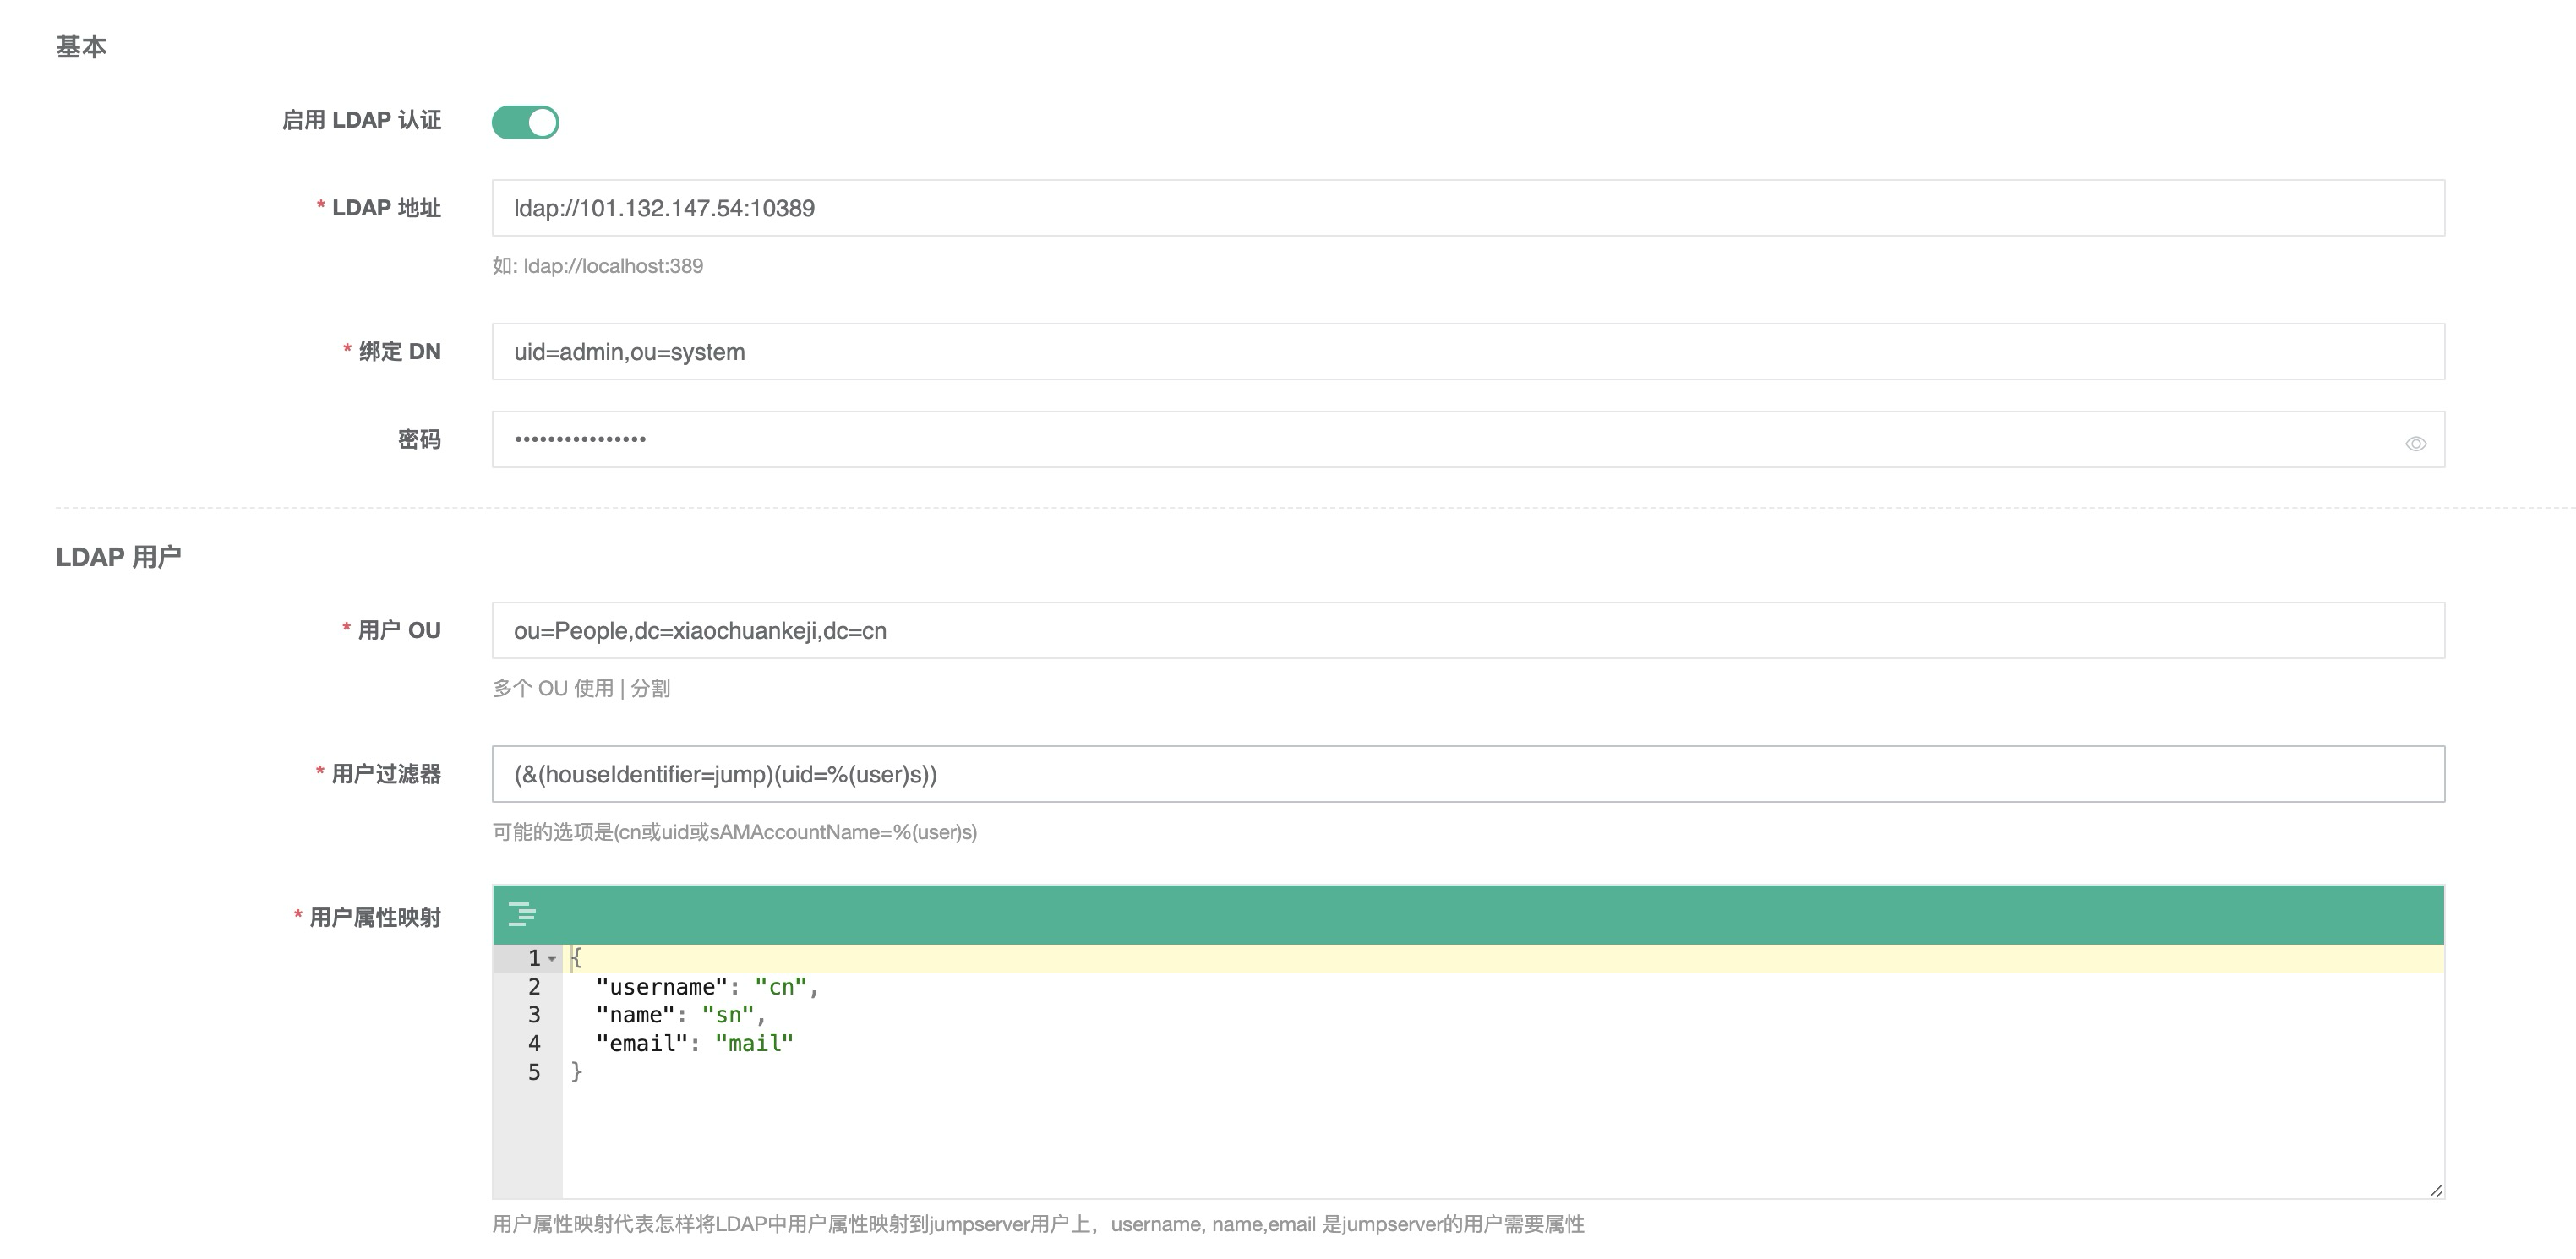 基本
启用 LDAP 认证
* LDAP 地址
ldap://101.132.147.54:10389
如: ldap://localhost:389
* 绑定 DN
uid=admin,ou=system
密码
••••••••••••••••
LDAP 用户
* 用户 OU
ou=People,dc=xiaochuankeji,dc=cn
多个 OU 使用 | 分割
* 用户过滤器
(&(houseIdentifier=jump)(uid=%(user)s))
可能的选项是(cn或uid或sAMAccountName=%(user)s)
* 用户属性映射
1 {
2 "username": "cn",
3 "name": "sn",
4 "email": "mail"
5 }
用户属性映射代表怎样将LDAP中用户属性映射到jumpserver用户上，username, name,email 是jumpserver的用户需要属性